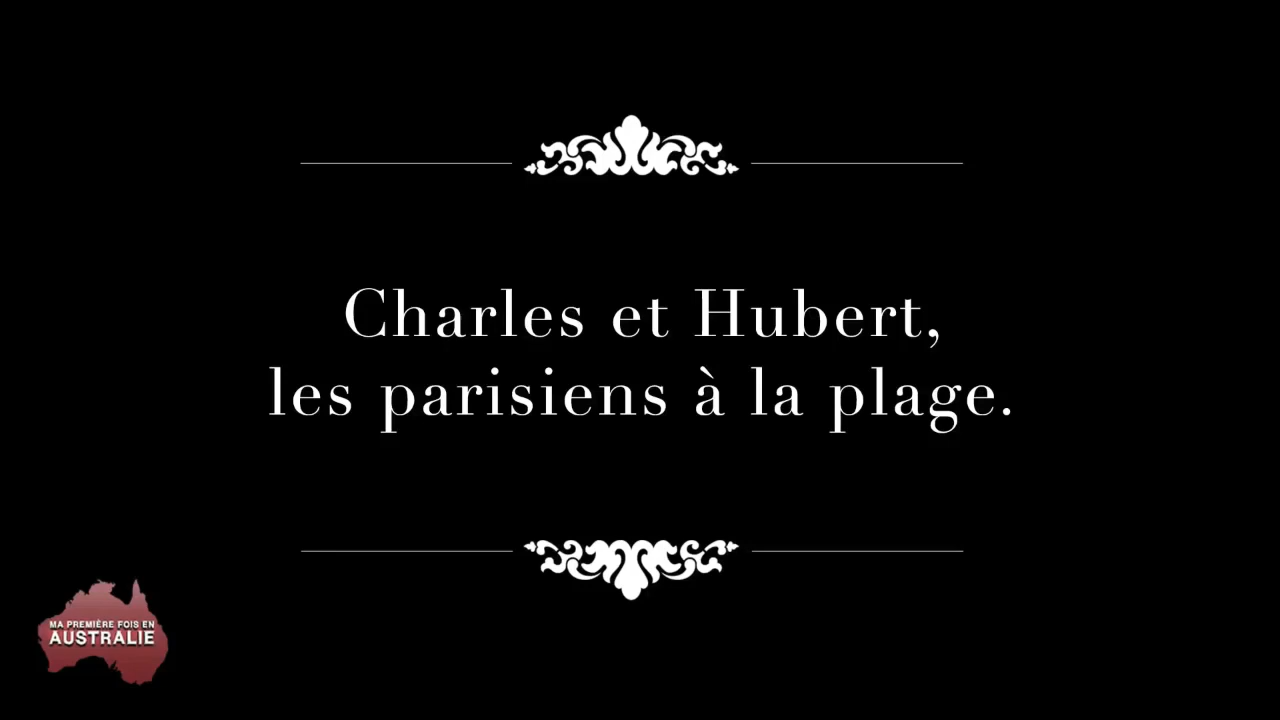 Charles et Hubert,
les parisiens à la plage.
MA PREMIÈRE FOIS EN
AUSTRALIE